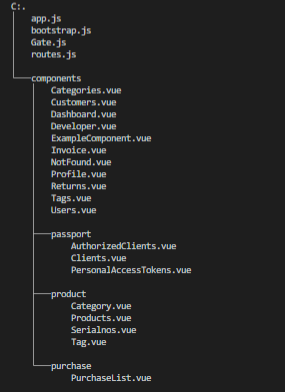 C:.
app.js
bootstrap.js
Gate.js
routes.js
components
Categories.vue
Customers.vue
Dashboard.vue
Developer.vue
ExampleComponent.vue
Invoice.vue
NotFound.vue
Profile.vue
Returns.vue
Tags.vue
Users.vue
passport
AuthorizedClients.vue
Clients.vue
PersonalAccessTokens.vue
product
Category.vue
Products.vue
Serialnos.vue
Tag.vue
purchase
PurchaseList.vue